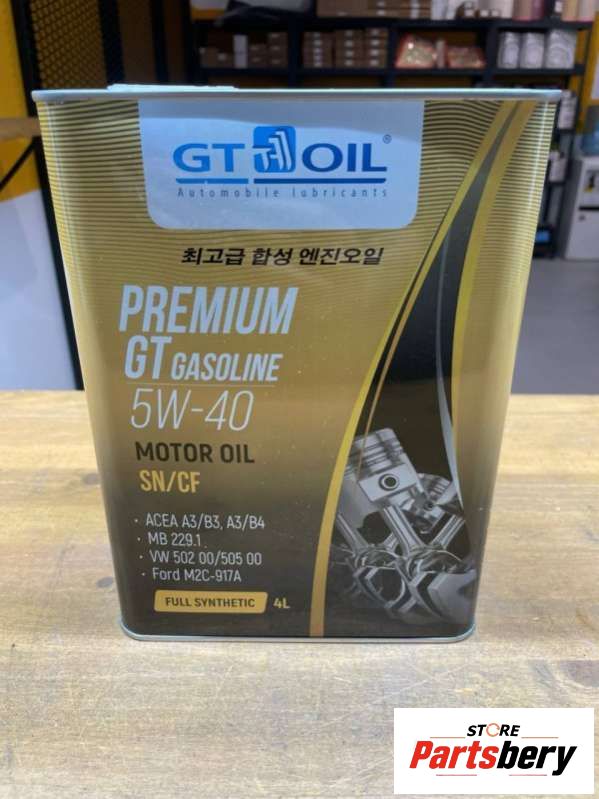 GT OIL®
Automobile lubricants
최고급 합성 엔진오일
PREMIUM
GT GASOLINE
5W-40
MOTOR OIL
SN/CF
· ACEA A3/B3, A3/B4
· MB 229.1
· VW 502 00/505 00
· Ford M2C-917A
FULL SYNTHETIC 4L
STORE
Partsbery